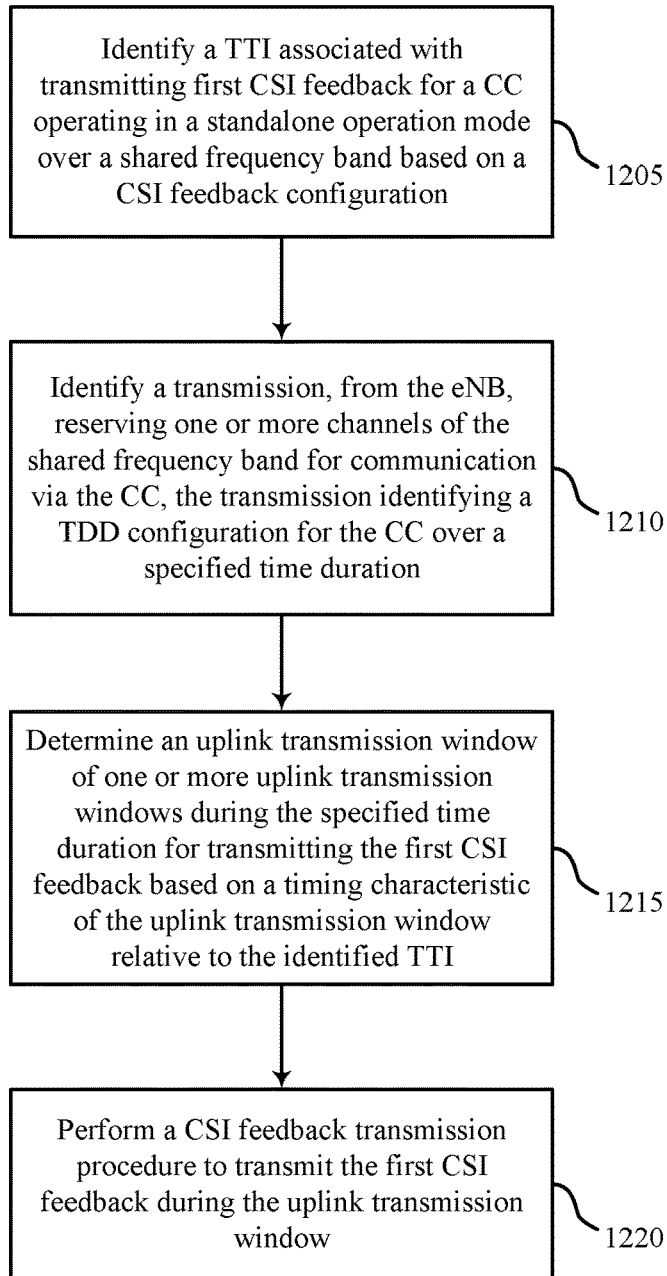 Identify a TTI associated with
transmitting first CSI feedback for a CC
operating in a standalone operation mode
over a shared frequency band based on a
CSI feedback configuration
1205
Identify a transmission, from the eNB,
reserving one or more channels of the
shared frequency band for communication
via the CC, the transmission identifying a
TDD configuration for the CC over a
specified time duration
1210
Determine an uplink transmission window
of one or more uplink transmission
windows during the specified time
duration for transmitting the first CSI
feedback based on a timing characteristic
of the uplink transmission window
relative to the identified TTI
1215
Perform a CSI feedback transmission
procedure to transmit the first CSI
feedback during the uplink transmission
window
1220